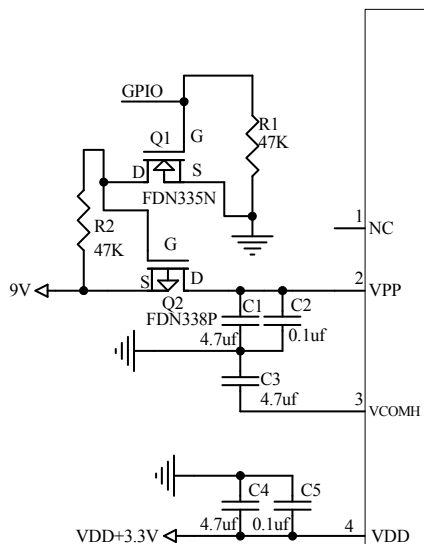 GPIO
Q1
G
R1
47K
D
S
FDN335N
R2
47K
G
1
NC
9V
S
D
2
VPP
Q2
FDN338P
C1
C2
4.7uf
0.1uf
C3
4.7uf
3
VCOMH
C4
C5
4.7uf
0.1uf
VDD+3.3V
4
VDD